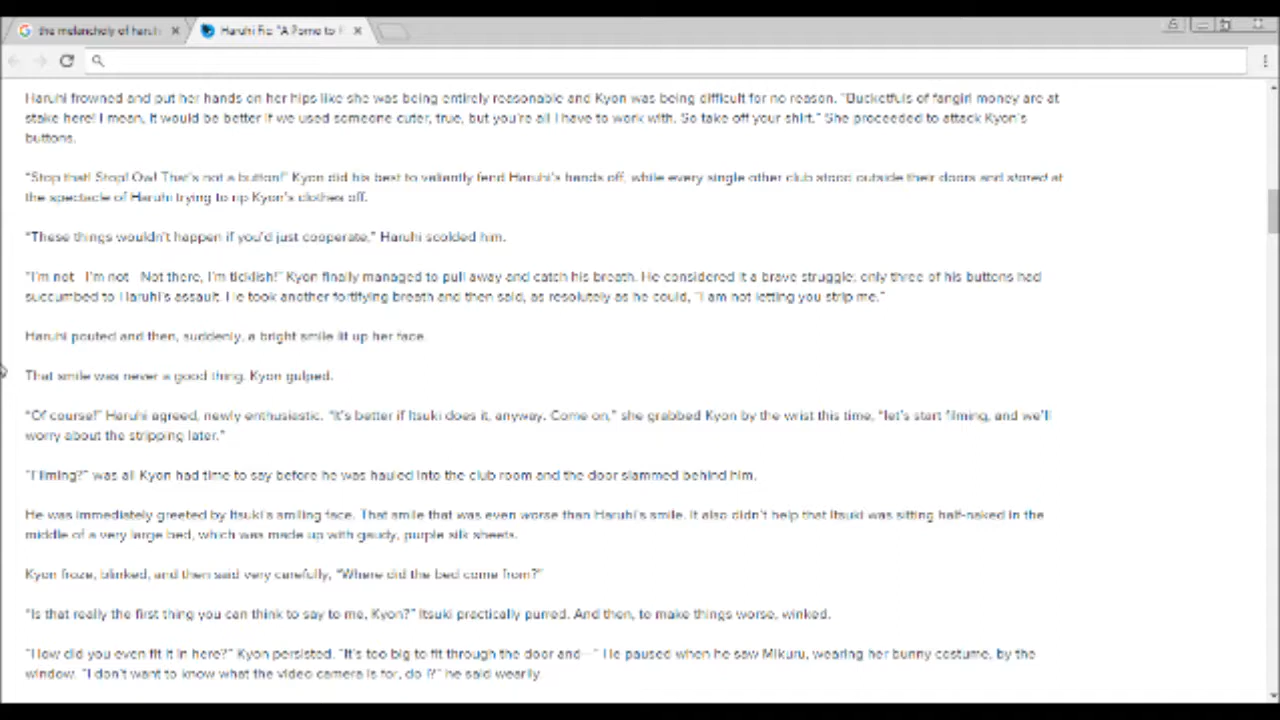 the melancholy of haruhi
Haruhi Fic: "A Porno to
Haruhi frowned and put her hands on her hips like she was being entirely reasonable and Kyon was being difficult for no reason. "Bucketfuls of fangirl money are at
stake here! I mean, it would be better if we used someone cuter, true, but you're all I have to work with. So take off your shirt." She proceeded to attack Kyon's
buttons.
"Stop that! Stop! Ow! That's not a button!" Kyon did his best to valiantly fend Haruhi's hands off, while every single other club stood outside their doors and stared at
the spectacle of Haruhi trying to rip Kyon's clothes off.
"These things wouldn't happen if you'd just cooperate," Haruhi scolded him.
"I'm not—I'm not—Not there, I'm ticklish!" Kyon finally managed to pull away and catch his breath. He considered it a brave struggle; only three of his buttons had
succumbed to Haruhi's assault. He took another fortifying breath and then said, as resolutely as he could, "I am not letting you strip me."
Haruhi pouted and then, suddenly, a bright smile lit up her face.
That smile was never a good thing. Kyon gulped.
"Of course!" Haruhi agreed, newly enthusiastic. "It's better if Itsuki does it, anyway. Come on," she grabbed Kyon by the wrist this time, "let's start filming, and we'll
worry about the stripping later."
"Filming?" was all Kyon had time to say before he was hauled into the club room and the door slammed behind him.
He was immediately greeted by Itsuki's smiling face. That smile that was even worse than Haruhi's smile. It also didn't help that Itsuki was sitting half-naked in the
middle of a very large bed, which was made up with gaudy, purple silk sheets.
Kyon froze, blinked, and then said very carefully, "Where did the bed come from?"
"Is that really the first thing you can think to say to me, Kyon?" Itsuki practically purred. And then, to make things worse, winked.
"How did you even fit it in here?" Kyon persisted. "It's too big to fit through the door and—" He paused when he saw Mikuru, wearing her bunny costume, by the
window. "I don't want to know what the video camera is for, do I?" he said wearily.